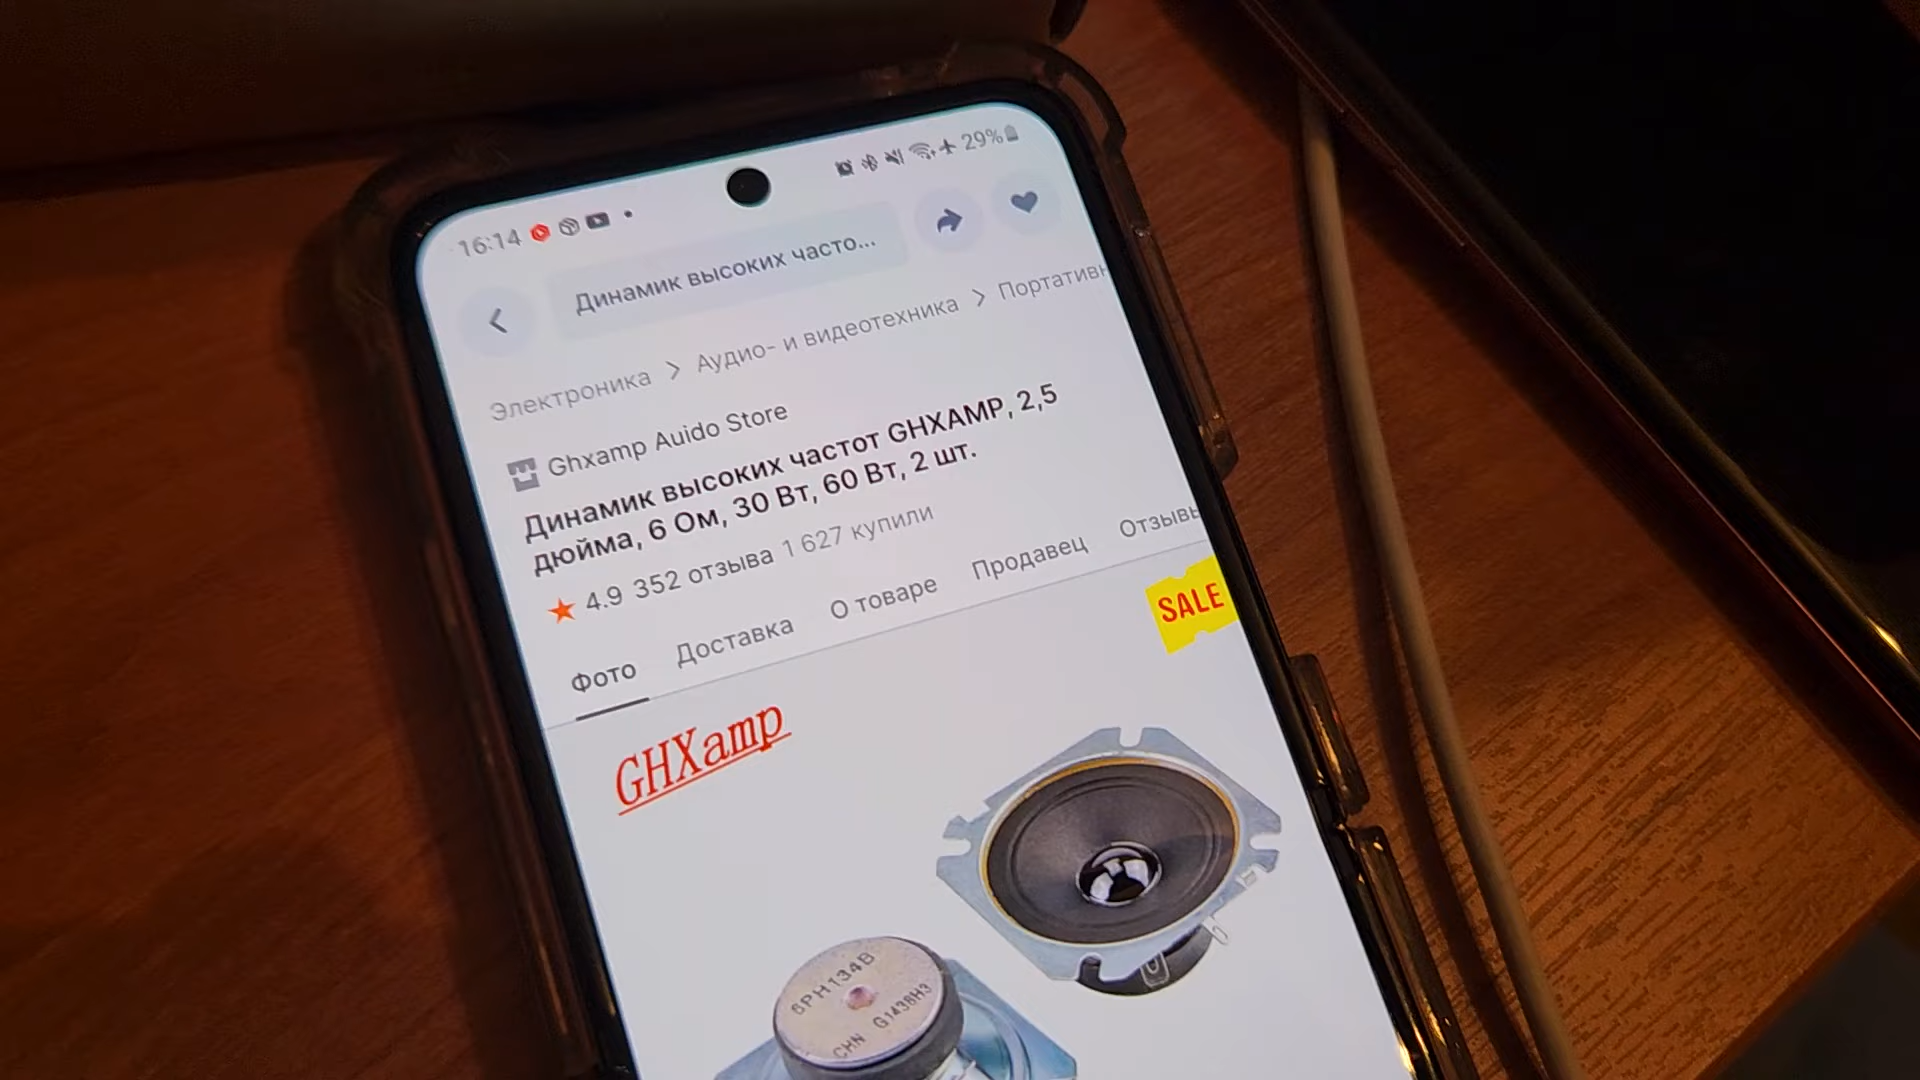 16:14
29%
Динамик высоких часто...
Электроника > Аудио- и видеотехника > Портативн
Ghxamp Auido Store
Динамик высоких частот GHXAMP, 2,5
дюйма, 6 Ом, 30 Вт, 60 Вт, 2 шт.
4.9 352 отзыва 1 627 купили
Фото Доставка О товаре Продавец Отзывы
SALE
GHXamp
6PH134B
CHN G1436H3